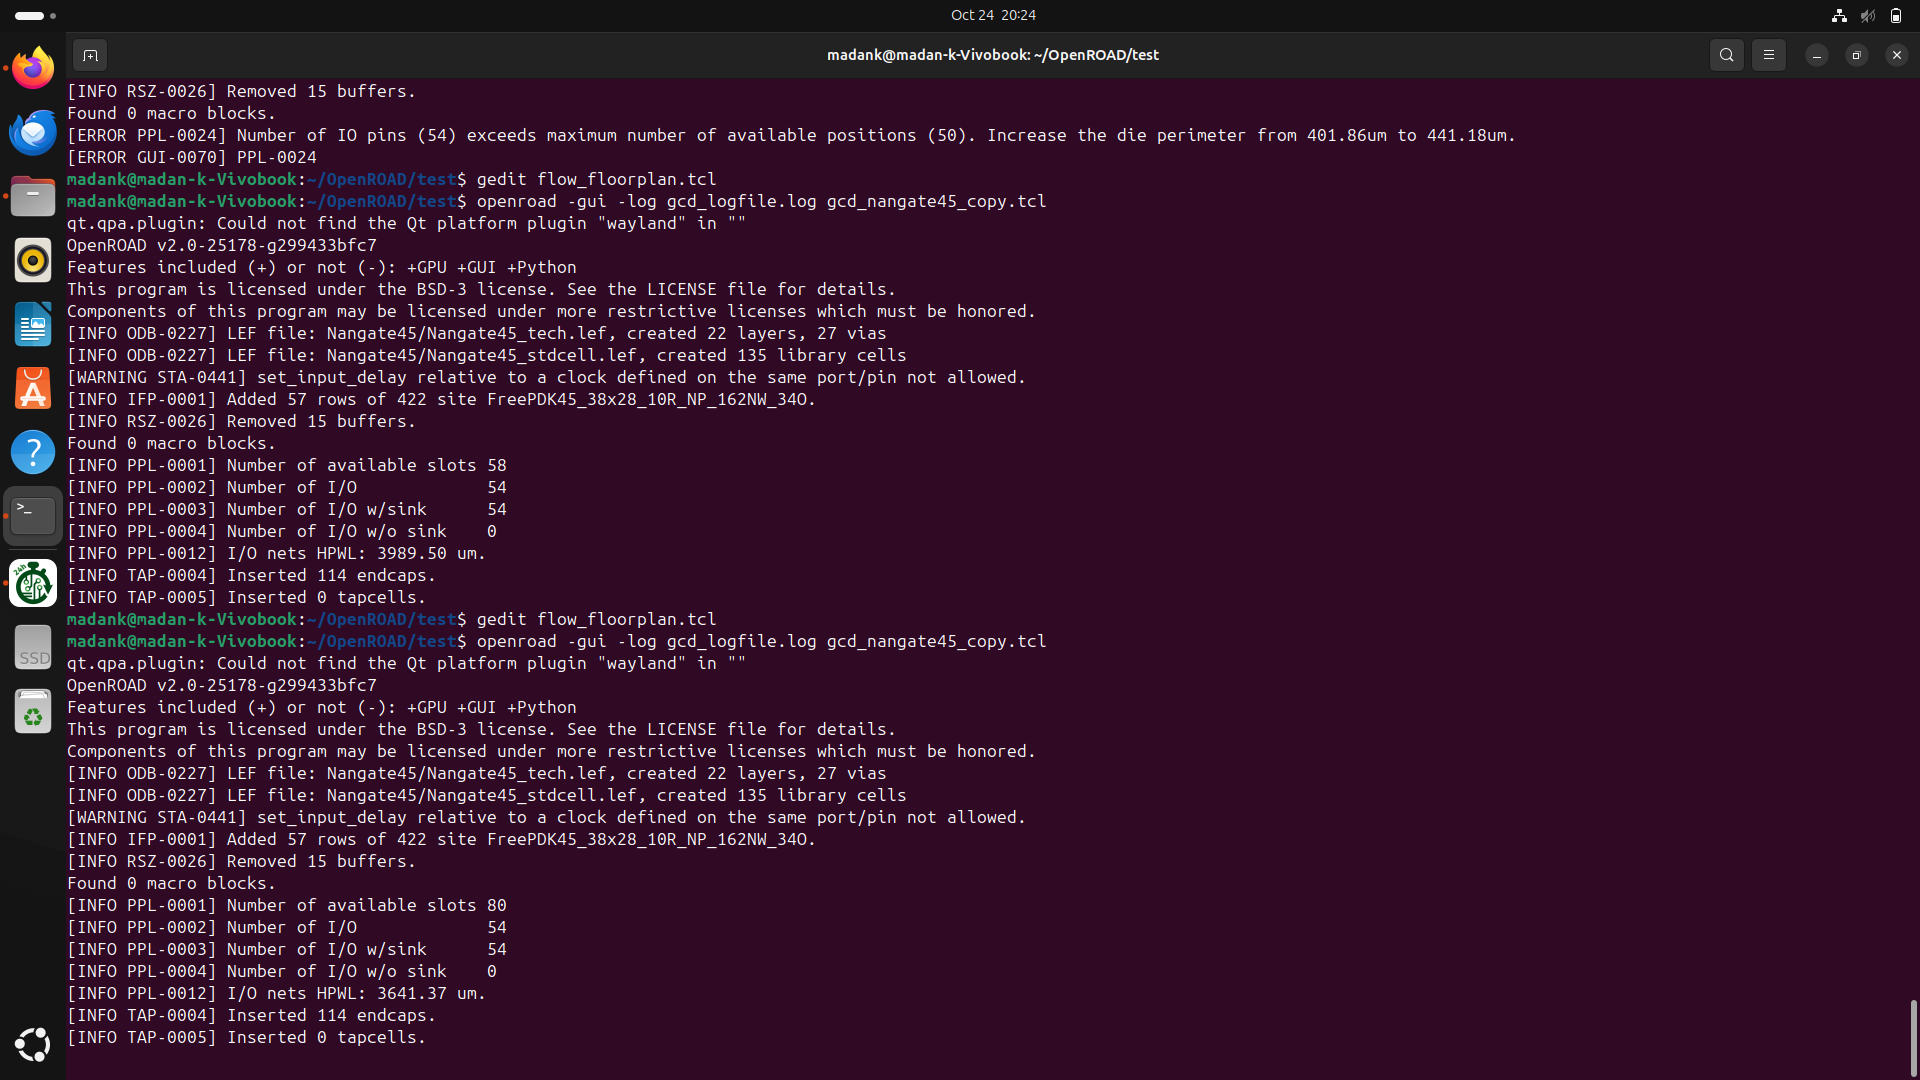 Oct 24 20:24
madank@madan-k-Vivobook: ~/OpenROAD/test
[INFO RSZ-0026] Removed 15 buffers.
Found 0 macro blocks.
[ERROR PPL-0024] Number of IO pins (54) exceeds maximum number of available positions (50). Increase the die perimeter from 401.86um to 441.18um.
[ERROR GUI-0070] PPL-0024
madank@madan-k-Vivobook:~/OpenROAD/test$ gedit flow_floorplan.tcl
madank@madan-k-Vivobook:~/OpenROAD/test$ openroad -gui -log gcd_logfile.log gcd_nangate45_copy.tcl
qt.qpa.plugin: Could not find the Qt platform plugin "wayland" in ""
OpenROAD v2.0-25178-g299433bfc7
Features included (+) or not (-): +GPU +GUI +Python
This program is licensed under the BSD-3 license. See the LICENSE file for details.
Components of this program may be licensed under more restrictive licenses which must be honored.
[INFO ODB-0227] LEF file: Nangate45/Nangate45_tech.lef, created 22 layers, 27 vias
[INFO ODB-0227] LEF file: Nangate45/Nangate45_stdcell.lef, created 135 library cells
[WARNING STA-0441] set_input_delay relative to a clock defined on the same port/pin not allowed.
[INFO IFP-0001] Added 57 rows of 422 site FreePDK45_38x28_10R_NP_162NW_34O.
[INFO RSZ-0026] Removed 15 buffers.
Found 0 macro blocks.
[INFO PPL-0001] Number of available slots 58
[INFO PPL-0002] Number of I/O             54
[INFO PPL-0003] Number of I/O w/sink      54
[INFO PPL-0004] Number of I/O w/o sink    0
[INFO PPL-0012] I/O nets HPWL: 3989.50 um.
[INFO TAP-0004] Inserted 114 endcaps.
[INFO TAP-0005] Inserted 0 tapcells.
madank@madan-k-Vivobook:~/OpenROAD/test$ gedit flow_floorplan.tcl
madank@madan-k-Vivobook:~/OpenROAD/test$ openroad -gui -log gcd_logfile.log gcd_nangate45_copy.tcl
qt.qpa.plugin: Could not find the Qt platform plugin "wayland" in ""
OpenROAD v2.0-25178-g299433bfc7
Features included (+) or not (-): +GPU +GUI +Python
This program is licensed under the BSD-3 license. See the LICENSE file for details.
Components of this program may be licensed under more restrictive licenses which must be honored.
[INFO ODB-0227] LEF file: Nangate45/Nangate45_tech.lef, created 22 layers, 27 vias
[INFO ODB-0227] LEF file: Nangate45/Nangate45_stdcell.lef, created 135 library cells
[WARNING STA-0441] set_input_delay relative to a clock defined on the same port/pin not allowed.
[INFO IFP-0001] Added 57 rows of 422 site FreePDK45_38x28_10R_NP_162NW_34O.
[INFO RSZ-0026] Removed 15 buffers.
Found 0 macro blocks.
[INFO PPL-0001] Number of available slots 80
[INFO PPL-0002] Number of I/O             54
[INFO PPL-0003] Number of I/O w/sink      54
[INFO PPL-0004] Number of I/O w/o sink    0
[INFO PPL-0012] I/O nets HPWL: 3641.37 um.
[INFO TAP-0004] Inserted 114 endcaps.
[INFO TAP-0005] Inserted 0 tapcells.
>_
24h
SSD